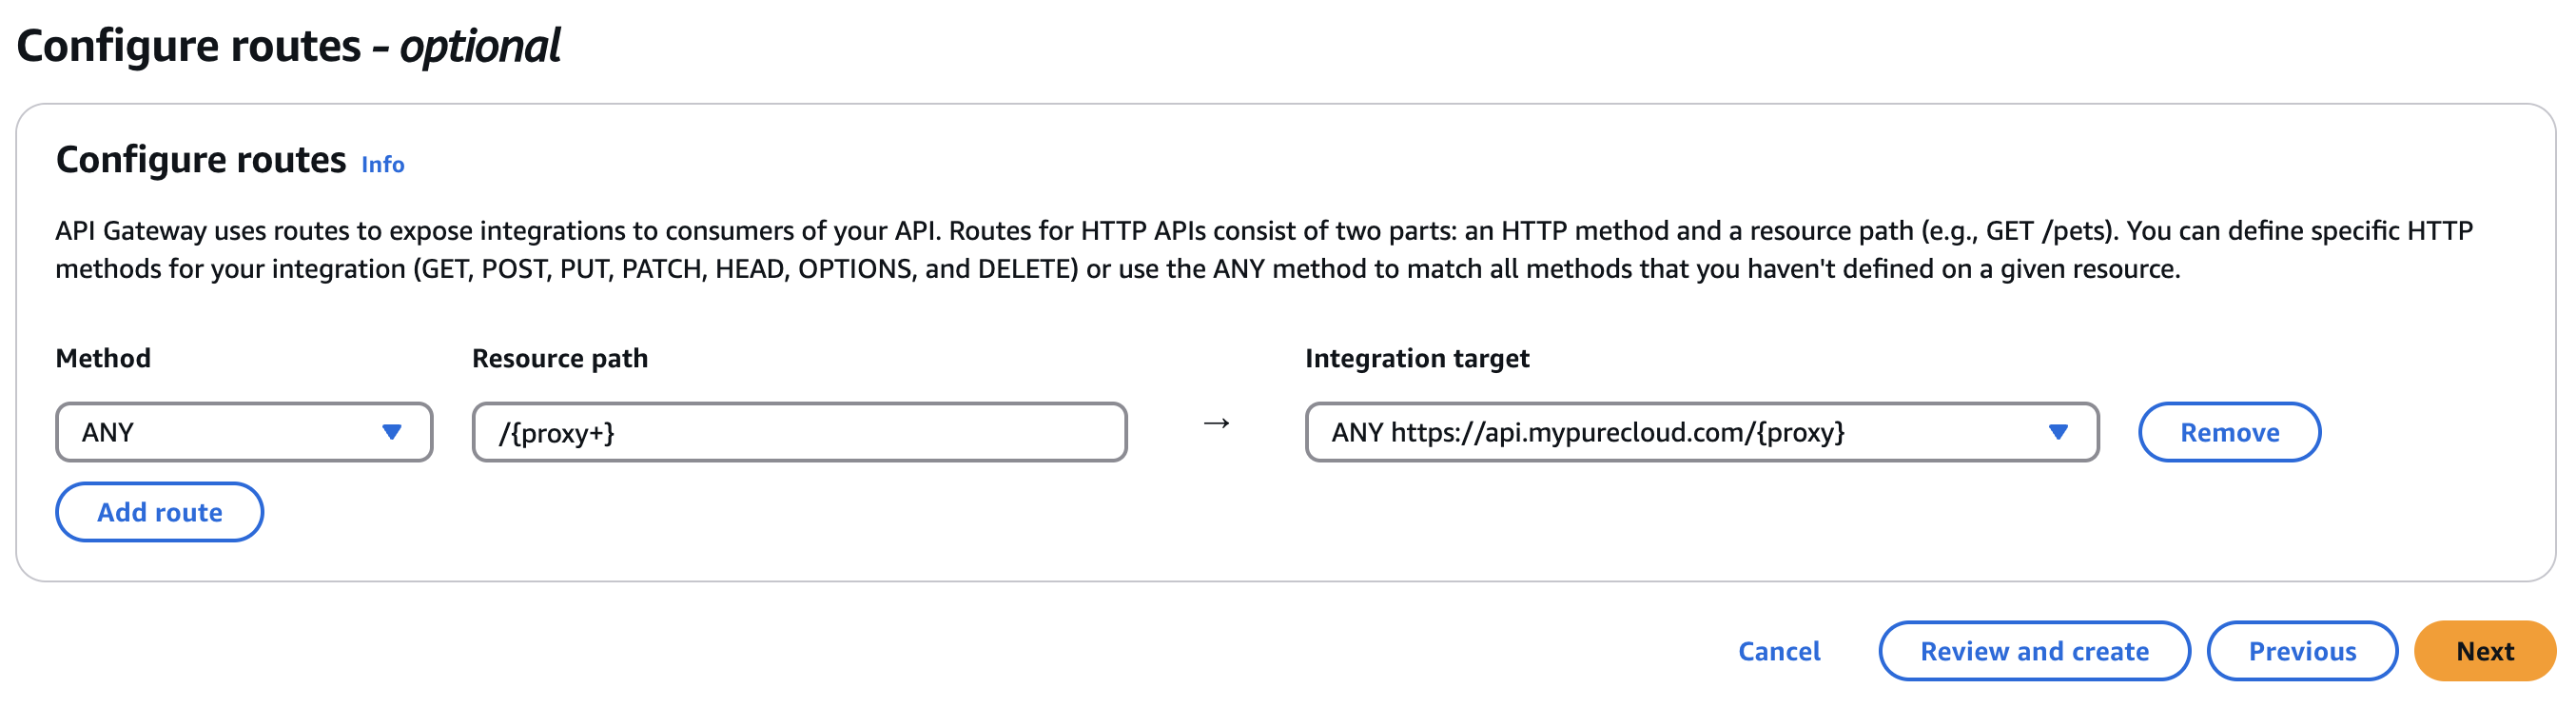 Configure routes - optional
Configure routes Info
API Gateway uses routes to expose integrations to consumers of your API. Routes for HTTP APIs consist of two parts: an HTTP method and a resource path (e.g., GET /pets). You can define specific HTTP
methods for your integration (GET, POST, PUT, PATCH, HEAD, OPTIONS, and DELETE) or use the ANY method to match all methods that you haven't defined on a given resource.
Method Resource path Integration target
ANY /{proxy+} → ANY https://api.mypurecloud.com/{proxy} Remove
Add route
Cancel Review and create Previous Next